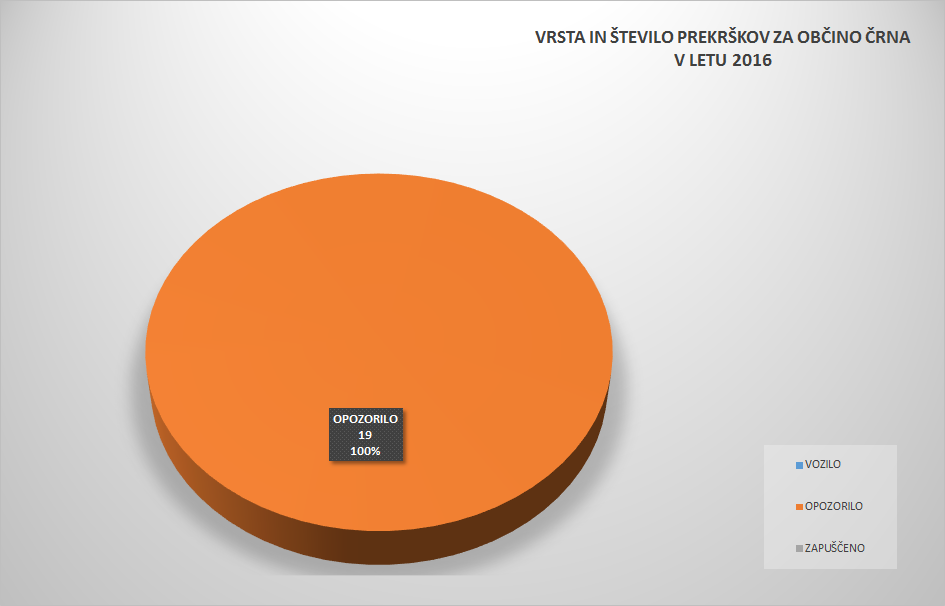 VRSTA IN ŠTEVILO PREKRŠKOV ZA OBČINO ČRNA
V LETU 2016
OPOZORILO
19
100%
VOZILO
OPOZORILO
ZAPUŠČENO